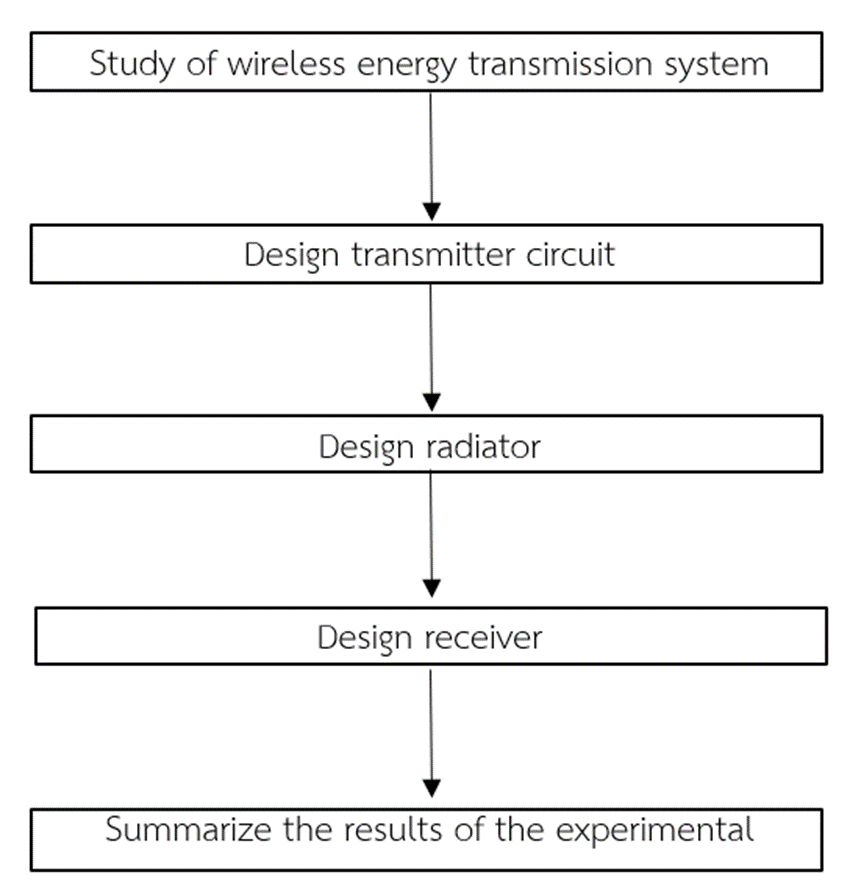 Study of wireless energy transmission system
Design transmitter circuit
Design radiator
Design receiver
Summarize the results of the experimental